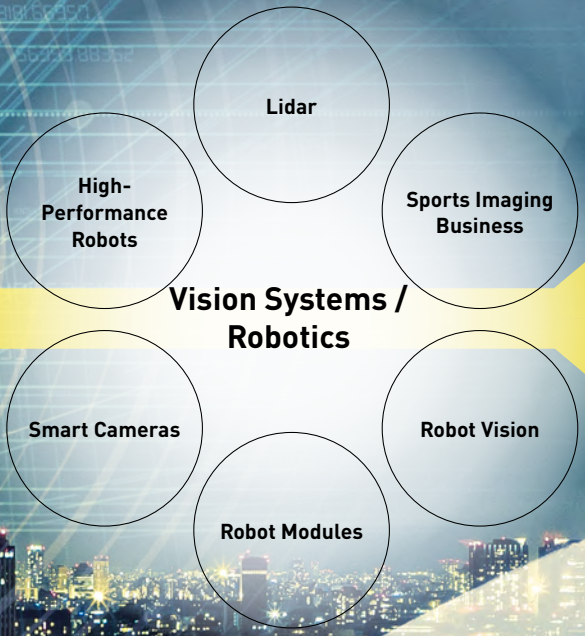 Lidar
High-
Performance
Robots
Sports Imaging
Business
Vision Systems /
Robotics
Smart Cameras
Robot Vision
Robot Modules